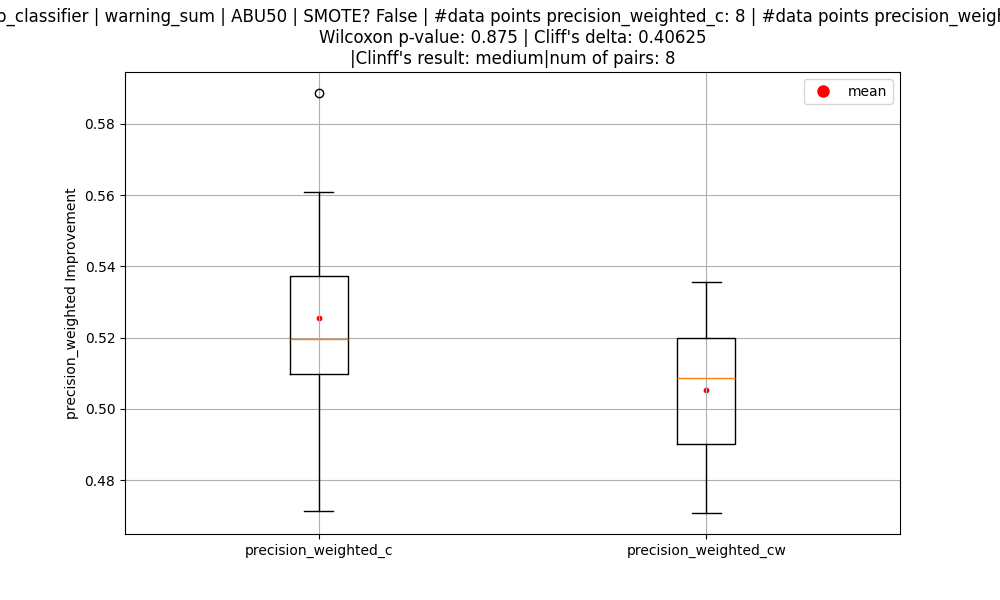 _classifier | warning_sum | ABU50 | SMOTE? False | #data points precision_weighted_c: 8 | #data points
Wilcoxon p-value: 0.875 | Cliff's delta: 0.40625
|Clinff's result: medium|num of pairs: 8
mean
0.58
0.56
0.54
0.52
0.50
0.48
precision_weighted Improvement
precision_weighted_c
precision_weighted_cw